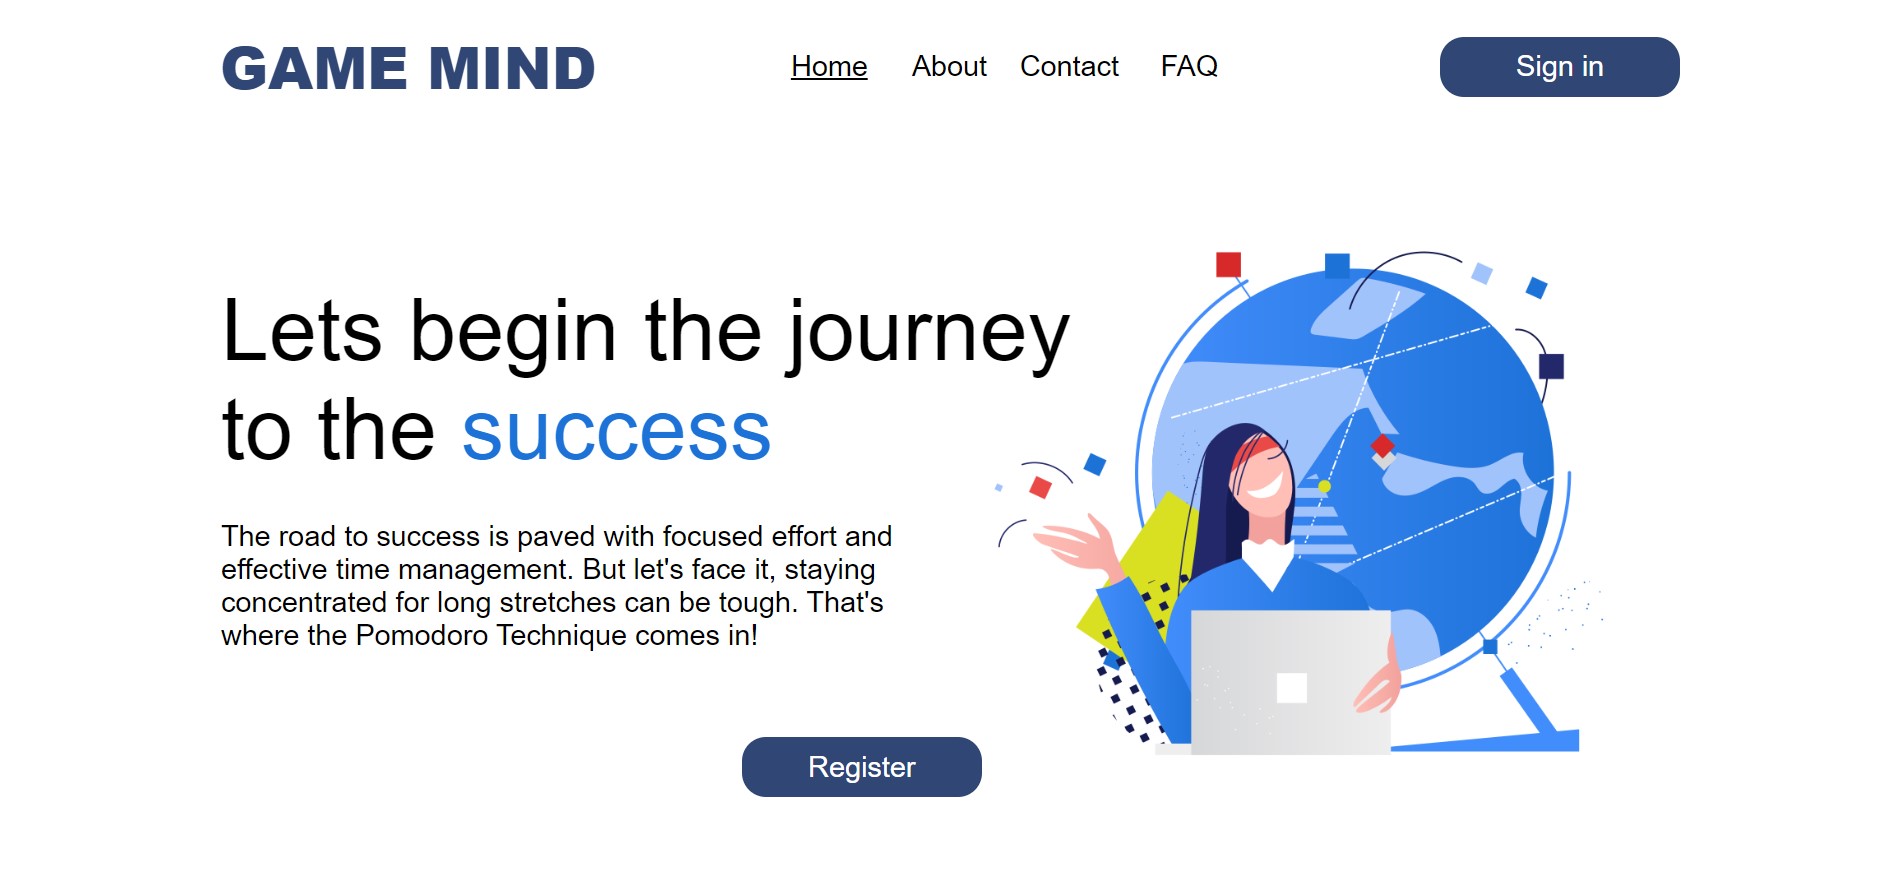 GAME MIND
Home About Contact FAQ
Sign in
Lets begin the journey
to the success
The road to success is paved with focused effort and
effective time management. But let's face it, staying
concentrated for long stretches can be tough. That's
where the Pomodoro Technique comes in!
Register